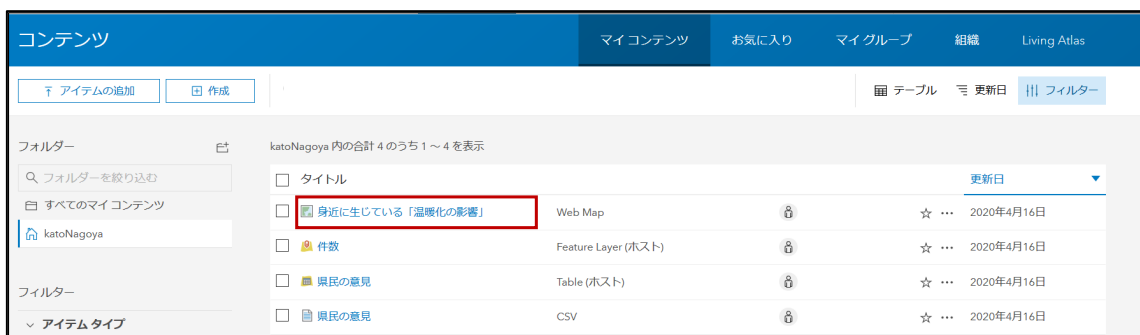 コンテンツ マイ コンテンツ お気に入り マイ グループ 組織 Living Atlas
アイテムの追加 作成 テーブル 更新日 フィルター
フォルダー
フォルダーを絞り込む
すべてのマイ コンテンツ
katoNagoya
フィルター
アイテム タイプ
katoNagoya 内の合計 4 のうち 1 ~ 4 を表示
タイトル 更新日
身近に生じている「温暖化の影響」 Web Map 2020年4月16日
件数 Feature Layer (ホスト) 2020年4月16日
県民の意見 Table (ホスト) 2020年4月16日
県民の意見 CSV 2020年4月16日